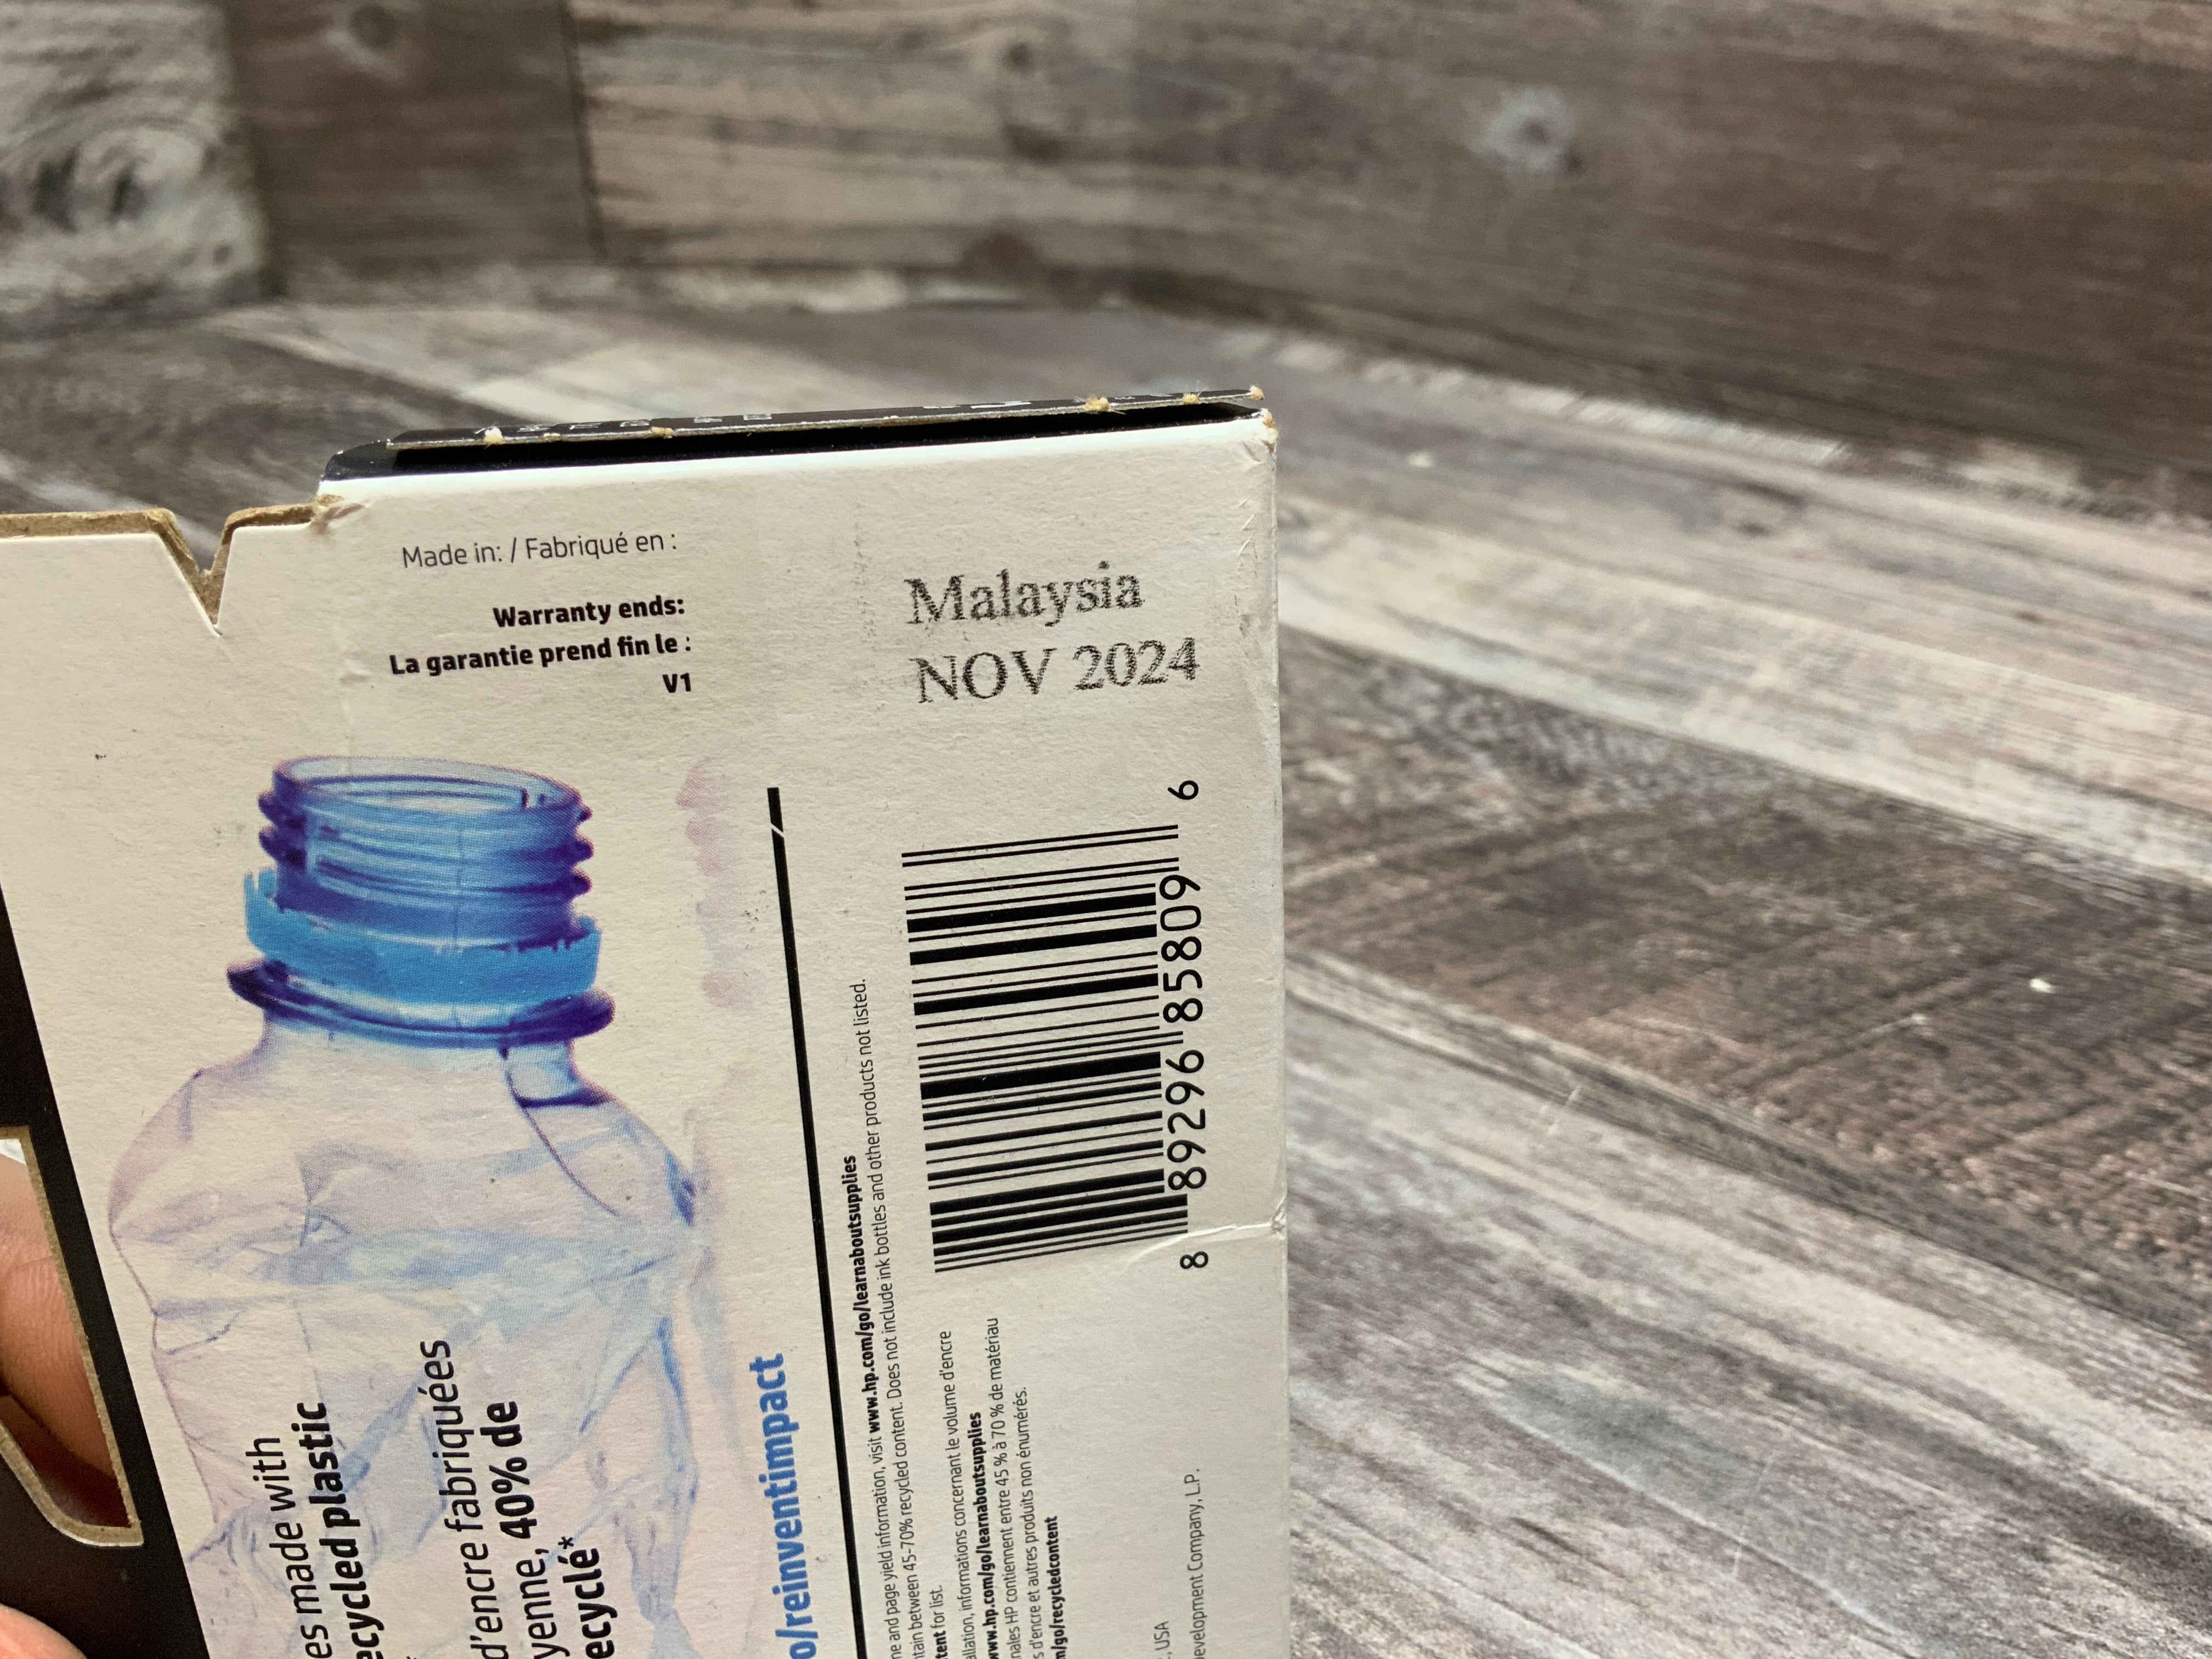 Made in: / Fabriqué en :
Malaysia
Warranty ends:
La garantie prend fin le :
NOV 2024
V1
8 89296 85809 6
es made with
ecycled plastic
d'encre fabriquées
yenne, 40% de
ecyclé*
o/reinventimpact
ne and page yield information, visit www.hp.com/go/learnaboutsupplies
tain between 45-70% recycled content. Does not include ink bottles and other products not listed.
tent for list.
allation, informations concernant le volume d'encre
www.hp.com/go/learnaboutsupplies
nales HP contiennent entre 45 % à 70 % de matériau
s d'encre et autres produits non énumérés.
m/go/recycledcontent
, USA
Development Company, L.P.